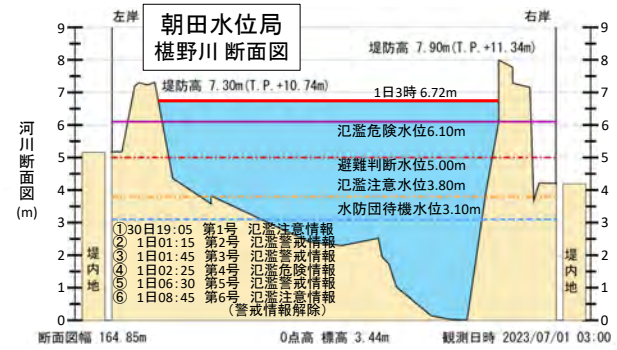 左岸
右岸
朝田水位局
椹野川 断面図
堤防高 7.90m(T.P.+11.34m)
堤防高 7.30m(T.P.+10.74m)
1日3時 6.72m
氾濫危険水位6.10m
避難判断水位5.00m
氾濫注意水位3.80m
水防団待機水位3.10m
河川断面図
(m)
9
8
7
6
5
4
3
2
1
0
9
8
7
6
5
4
3
2
1
0
堤内地
堤内地
①30日19:05 第1号 氾濫注意情報
② 1日01:15 第2号 氾濫警戒情報
③ 1日01:45 第3号 氾濫警戒情報
④ 1日02:25 第4号 氾濫危険情報
⑤ 1日06:30 第5号 氾濫警戒情報
⑥ 1日08:45 第6号 氾濫注意情報
(警戒情報解除)
断面図幅 164.85m
0点高 標高 3.44m
観測日時 2023/07/01 03:00